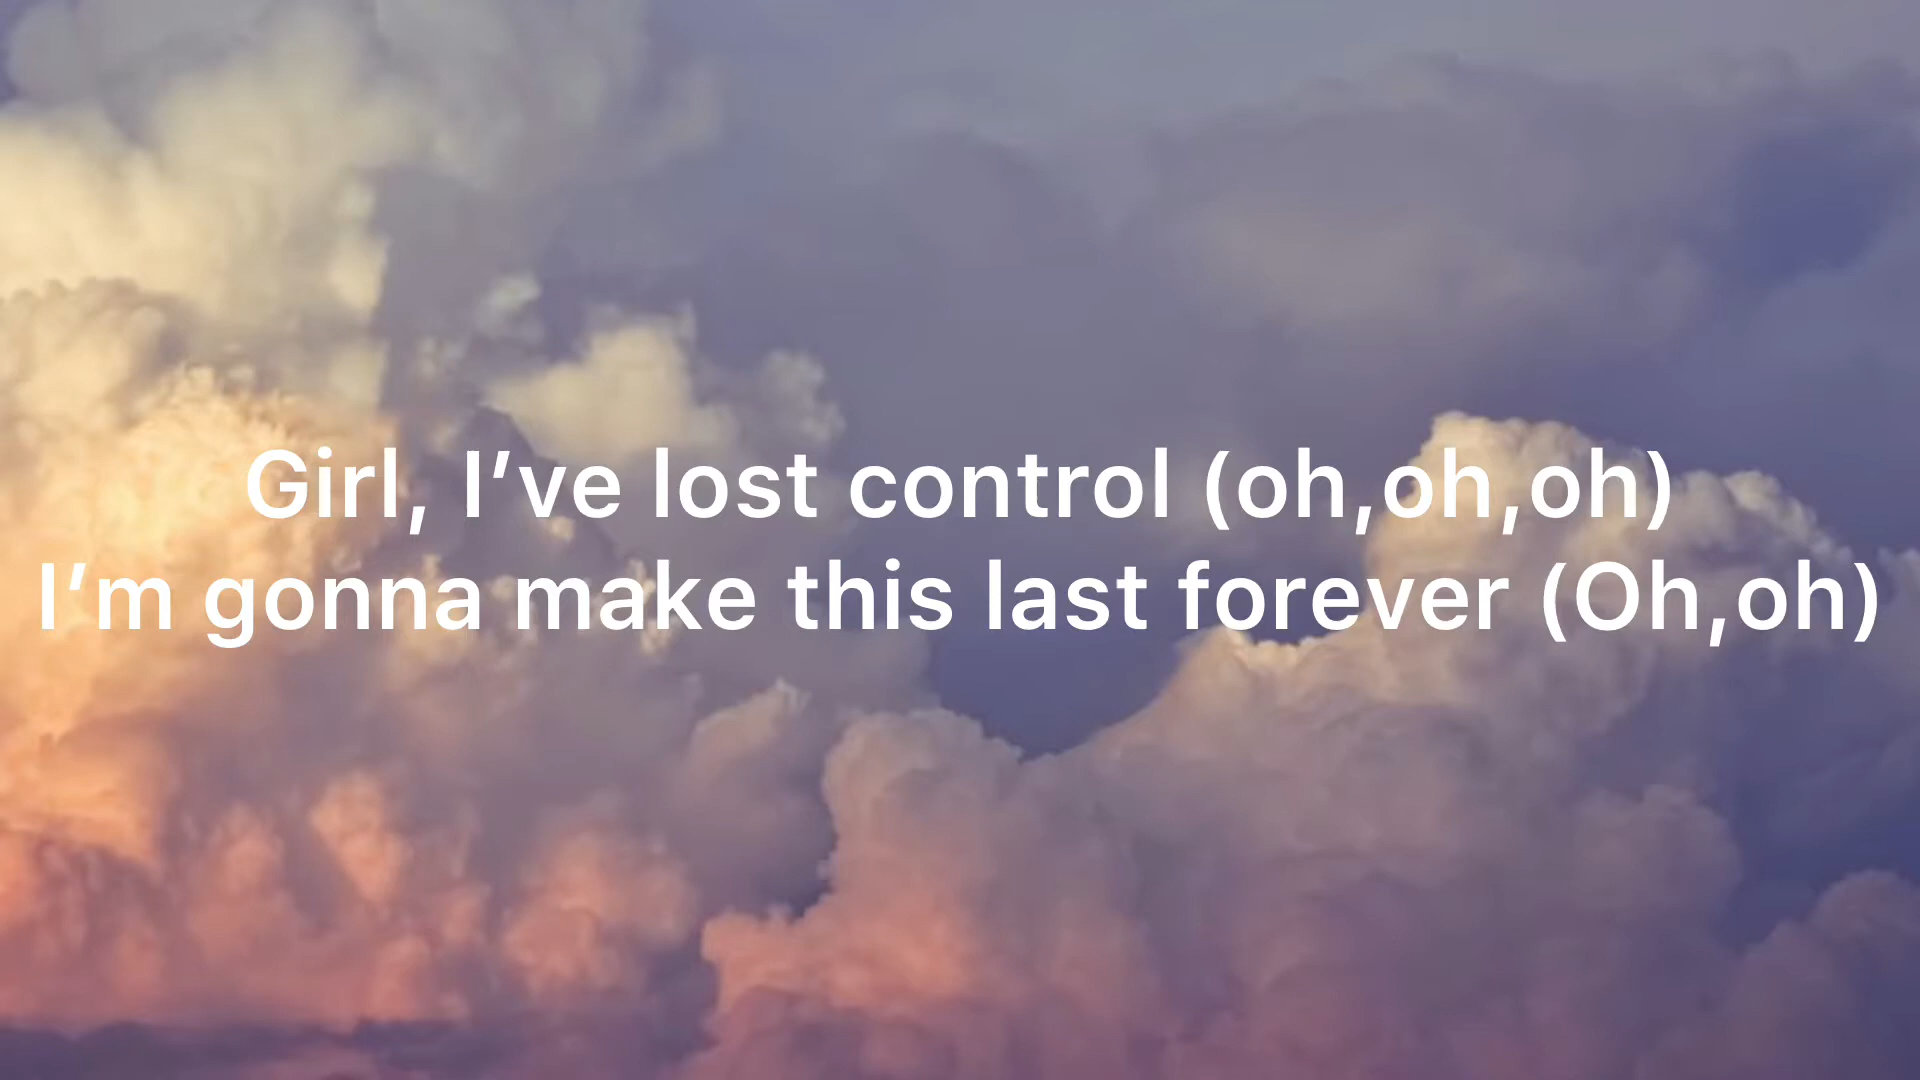 Girl, I’ve lost control (oh,oh,oh)
I’m gonna make this last forever (Oh,oh)